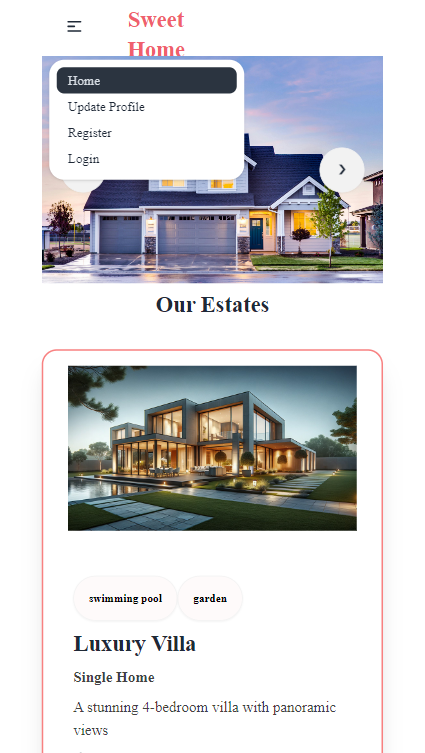 Sweet
Home
Home
Update Profile
Register
Login
❯
Our Estates
swimming pool garden
Luxury Villa
Single Home
A stunning 4-bedroom villa with panoramic
views